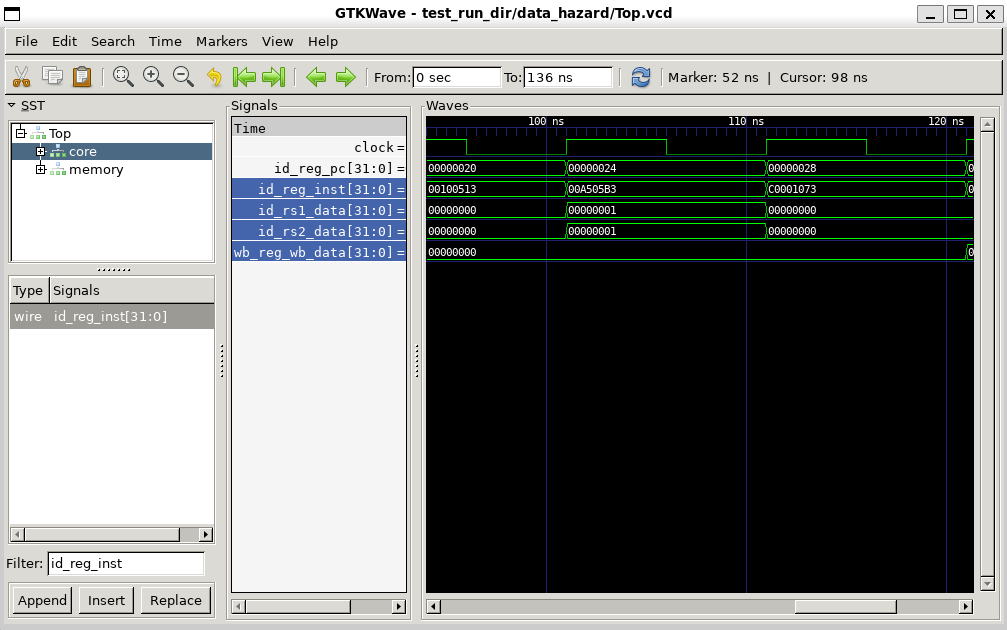 GTKWave - test_run_dir/data_hazard/Top.vcd
File Edit Search Time Markers View Help
From: 0 sec To: 136 ns Marker: 52 ns | Cursor: 98 ns
SST
Top
core
memory
Type Signals
wire id_reg_inst[31:0]
Filter: id_reg_inst
Append Insert Replace
Signals
Time
clock =
id_reg_pc[31:0] =
id_reg_inst[31:0] =
id_rs1_data[31:0] =
id_rs2_data[31:0] =
wb_reg_wb_data[31:0] =
Waves
100 ns 110 ns 120 ns
00000020 00000024 00000028 0
00100513 00A505B3 C0001073 0
00000000 00000001 00000000
00000000 00000001 00000000
00000000 0